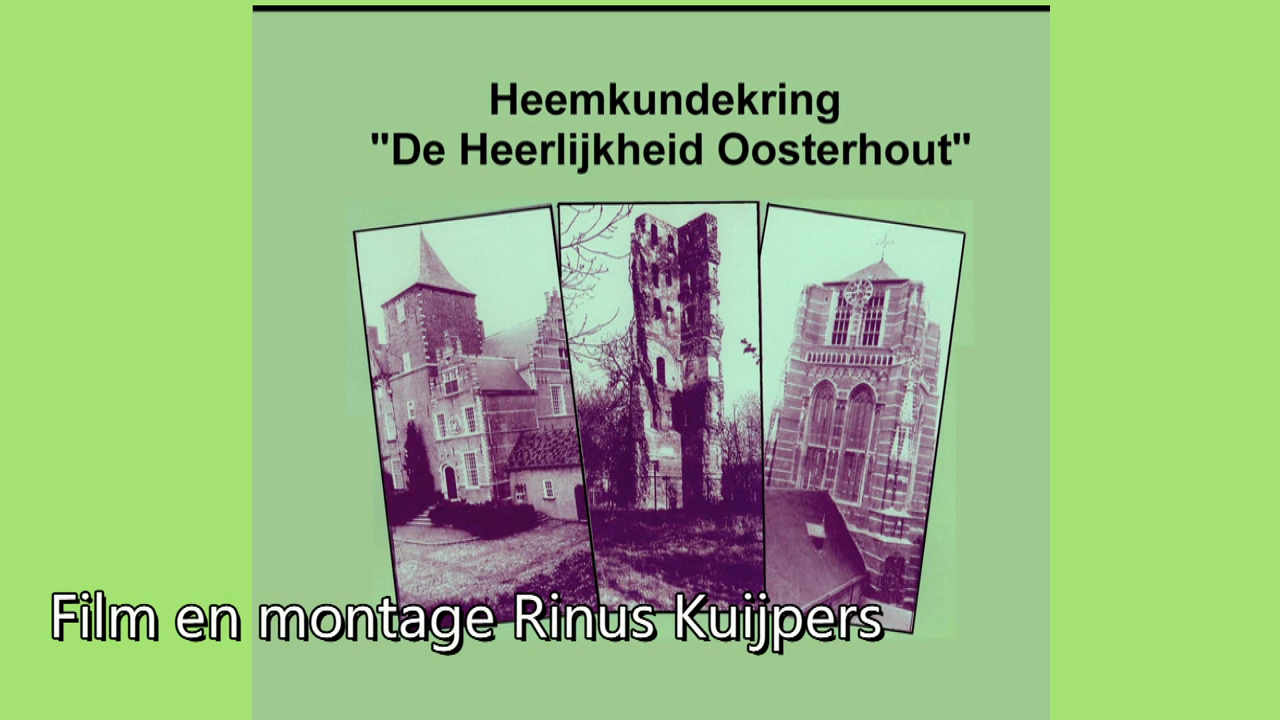 Heemkundekring
"De Heerlijkheid Oosterhout"
Film en montage Rinus Kuijpers